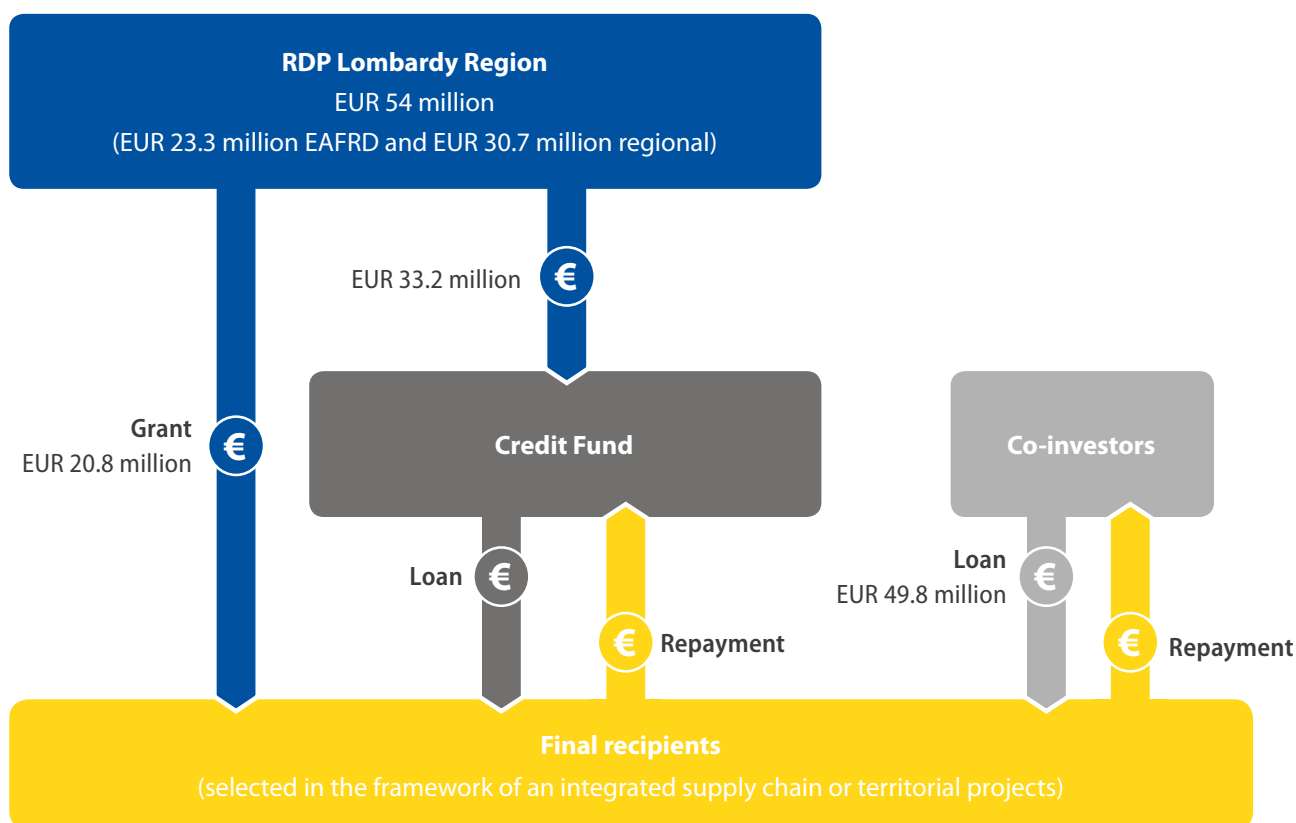 RDP Lombardy Region
EUR 54 million
(EUR 23.3 million EAFRD and EUR 30.7 million regional)
€
EUR 33.2 million
Grant
EUR 20.8 million
€
Credit Fund
Co-investors
Loan
€
€
Repayment
Loan
EUR 49.8 million
€
€
Repayment
Final recipients
(selected in the framework of an integrated supply chain or territorial projects)